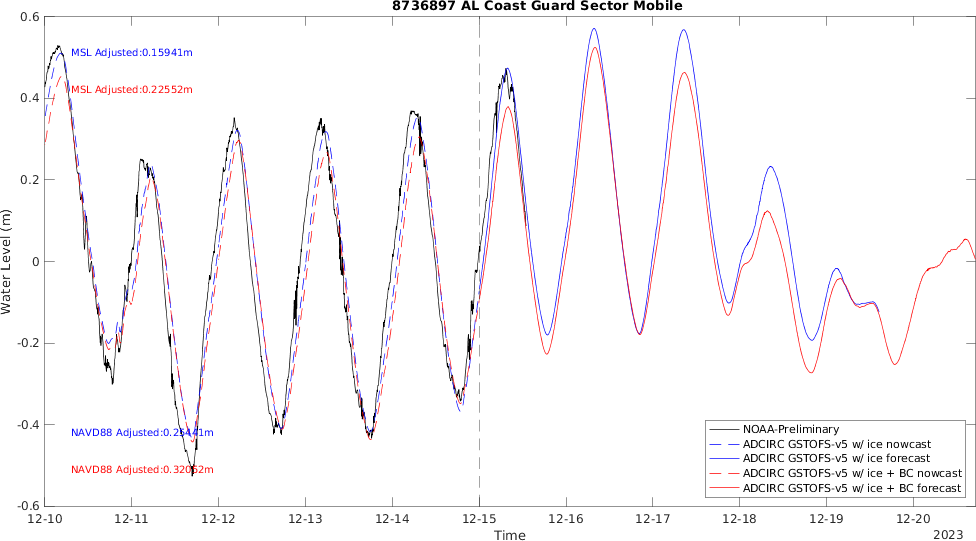 8736897 AL Coast Guard Sector Mobile
0.6
MSL Adjusted:0.15941m
MSL Adjusted:0.22552m
0.4
0.2
Water Level (m)
0
-0.2
-0.4
NAVD88 Adjusted:0.25441m
NAVD88 Adjusted:0.32052m
-0.6
NOAA-Preliminary
ADCIRC GSTOFS-v5 w/ ice nowcast
ADCIRC GSTOFS-v5 w/ ice forecast
ADCIRC GSTOFS-v5 w/ ice + BC nowcast
ADCIRC GSTOFS-v5 w/ ice + BC forecast
12-10 12-11 12-12 12-13 12-14 12-15 12-16 12-17 12-18 12-19 12-20
Time
2023